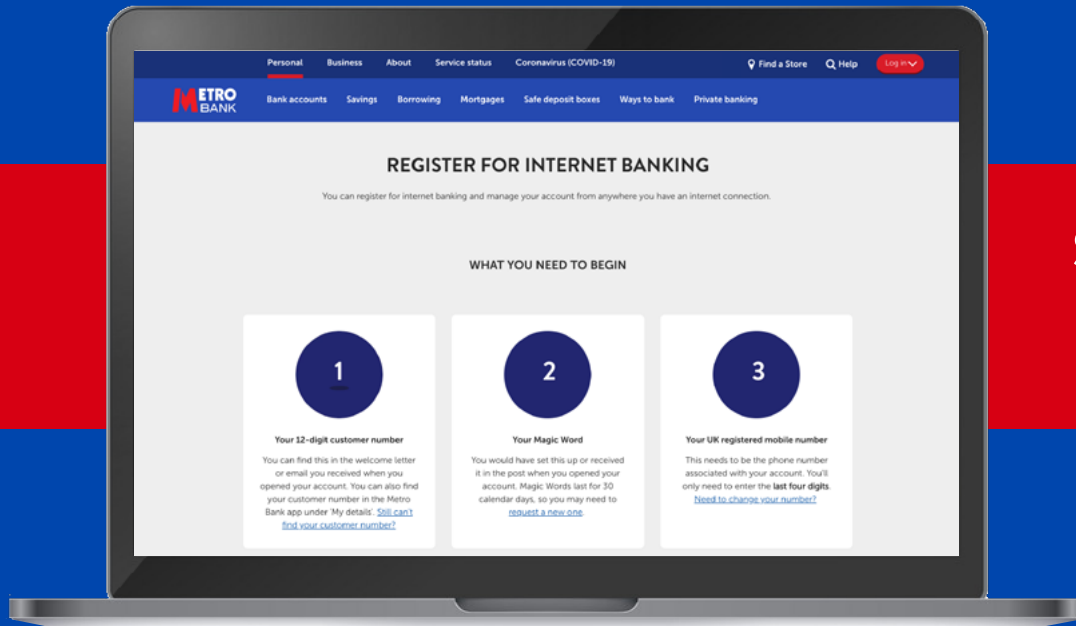 Personal Business About Service status Coronavirus (COVID-19) Find a Store Help Log in
METRO
BANK
Bank accounts Savings Borrowing Mortgages Safe deposit boxes Ways to bank Private banking
REGISTER FOR INTERNET BANKING
You can register for internet banking and manage your account from anywhere you have an internet connection.
WHAT YOU NEED TO BEGIN
1
Your 12-digit customer number
You can find this in the welcome letter
or email you received when you
opened your account. You can also find
your customer number in the Metro
Bank app under 'My details'. Still can't
find your customer number?
2
Your Magic Word
You would have set this up or received
it in the post when you opened your
account. Magic Words last for 30
calendar days, so you may need to
request a new one.
3
Your UK registered mobile number
This needs to be the phone number
associated with your account. You'll
only need to enter the last four digits.
Need to change your number?